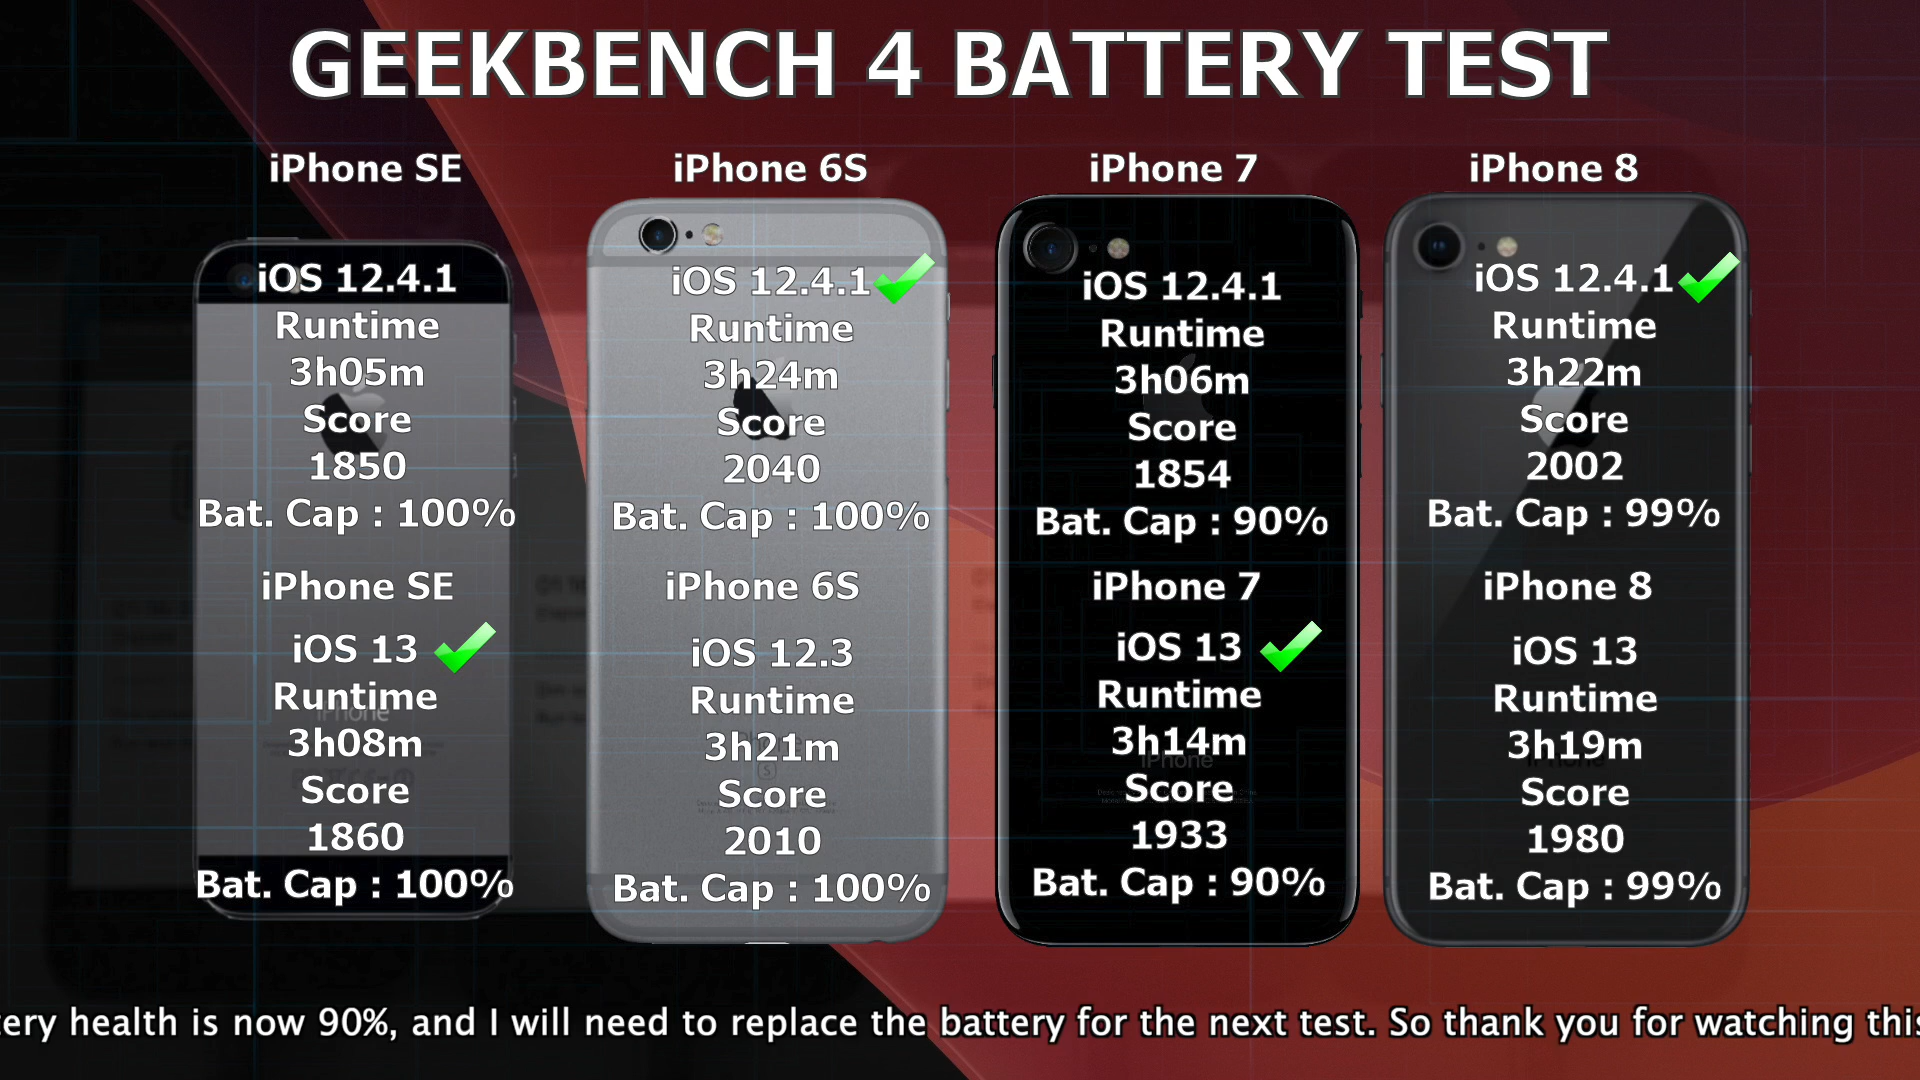 GEEKBENCH 4 BATTERY TEST
iPhone SE
iOS 12.4.1
Runtime
3h05m
Score
1850
Bat. Cap : 100%
iPhone SE
iOS 13
Runtime
3h08m
Score
1860
Bat. Cap : 100%
iPhone 6S
iOS 12.4.1
Runtime
3h24m
Score
2040
Bat. Cap : 100%
iPhone 6S
iOS 12.3
Runtime
3h21m
Score
2010
Bat. Cap : 100%
iPhone 7
iOS 12.4.1
Runtime
3h06m
Score
1854
Bat. Cap : 90%
iPhone 7
iOS 13
Runtime
3h14m
Score
1933
Bat. Cap : 90%
iPhone
iPhone 8
iOS 12.4.1
Runtime
3h22m
Score
2002
Bat. Cap : 99%
iPhone 8
iOS 13
Runtime
3h19m
Score
1980
Bat. Cap : 99%
tery health is now 90%, and I will need to replace the battery for the next test. So thank you for watching this